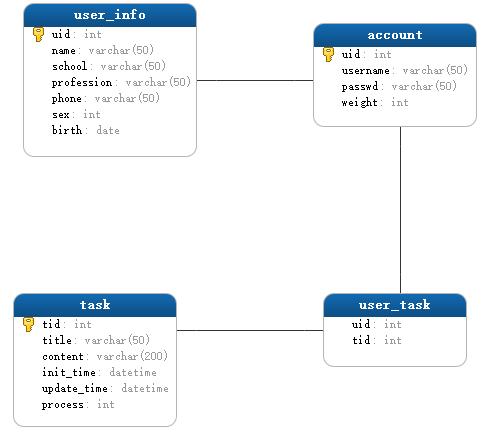 user_info
uid: int
name: varchar(50)
school: varchar(50)
profession: varchar(50)
phone: varchar(50)
sex: int
birth: date
account
uid: int
username: varchar(50)
passwd: varchar(50)
weight: int
task
tid: int
title: varchar(50)
content: varchar(200)
init_time: datetime
update_time: datetime
process: int
user_task
uid: int
tid: int